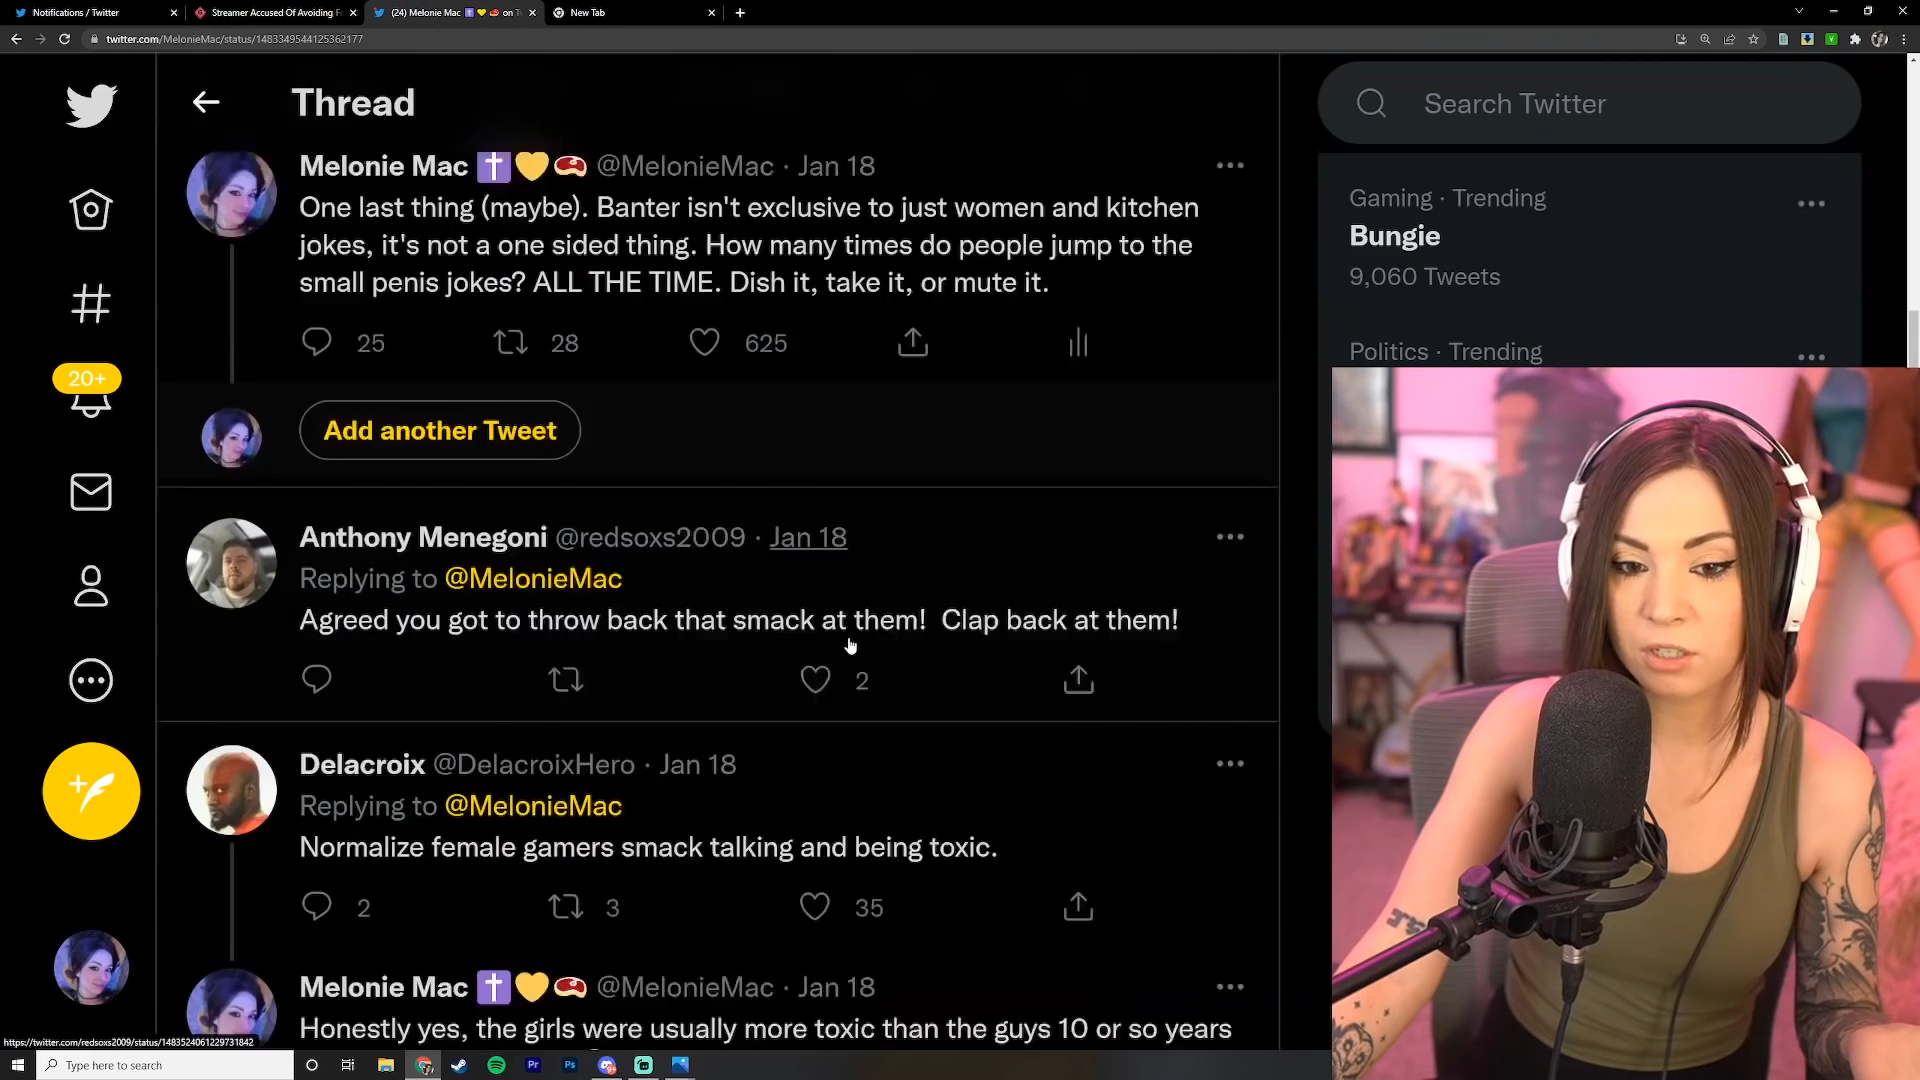 Notifications / Twitter
Streamer Accused Of Avoiding F
(24) Melonie Mac
on T
New Tab
twitter.com/MelonieMac/status/1483349544125362177
Thread
Search Twitter
Melonie Mac @MelonieMac · Jan 18
One last thing (maybe). Banter isn't exclusive to just women and kitchen
jokes, it's not a one sided thing. How many times do people jump to the
small penis jokes? ALL THE TIME. Dish it, take it, or mute it.
25 28 625
Gaming · Trending
Bungie
9,060 Tweets
Politics · Trending
20+
Add another Tweet
Anthony Menegoni @redsoxs2009 · Jan 18
Replying to @MelonieMac
Agreed you got to throw back that smack at them! Clap back at them!
2
Delacroix @DelacroixHero · Jan 18
Replying to @MelonieMac
Normalize female gamers smack talking and being toxic.
2 3 35
Melonie Mac @MelonieMac · Jan 18
Honestly yes, the girls were usually more toxic than the guys 10 or so years
https://twitter.com/redsoxs2009/status/1483524061229731842
Type here to search
Pr
Ps